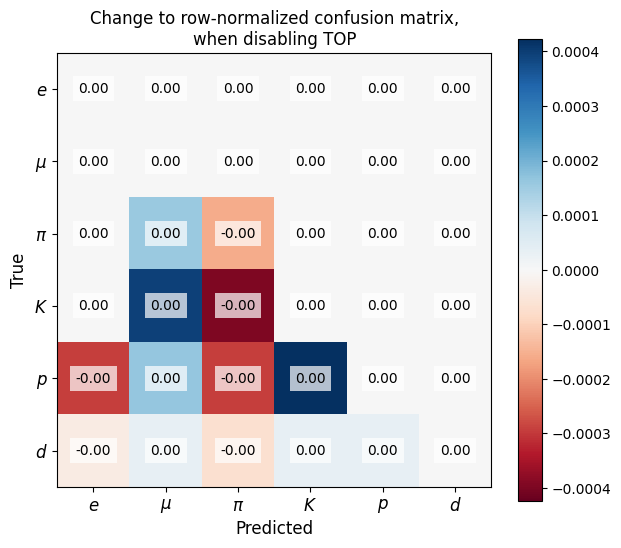 Change to row-normalized confusion matrix,
when disabling TOP
e 0.00 0.00 0.00 0.00 0.00 0.00
μ 0.00 0.00 0.00 0.00 0.00 0.00
π 0.00 0.00 -0.00 0.00 0.00 0.00
K 0.00 0.00 -0.00 0.00 0.00 0.00
p -0.00 0.00 -0.00 0.00 0.00 0.00
d -0.00 0.00 -0.00 0.00 0.00 0.00
e μ π K p d
Predicted
True
0.0004
0.0003
0.0002
0.0001
0.0000
−0.0001
−0.0002
−0.0003
−0.0004